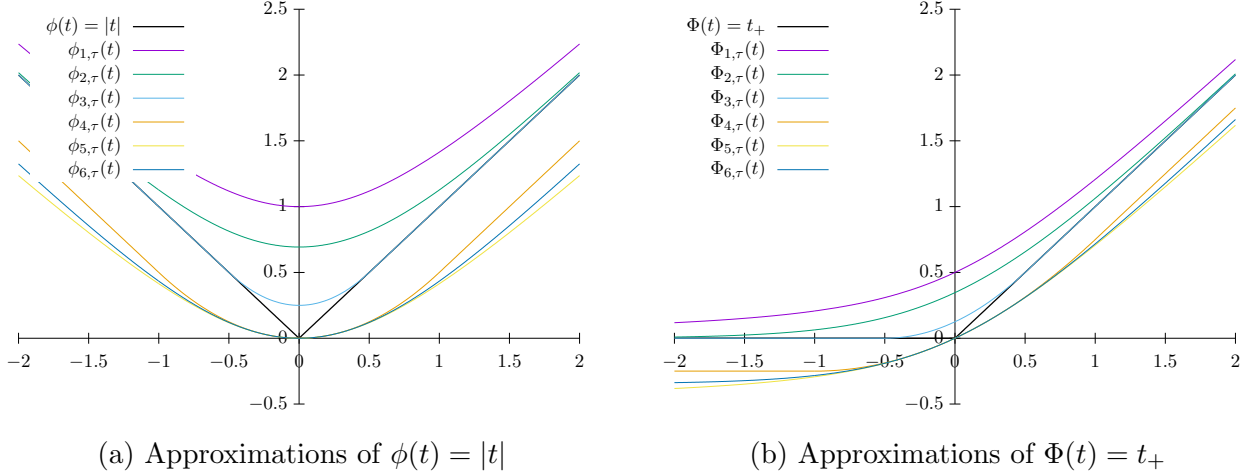 −0.5
0
0.5
1
1.5
2
2.5
−2 −1.5 −1 −0.5 0 0.5 1 1.5 2
ϕ(t) = |t|
ϕ1,τ(t)
ϕ2,τ(t)
ϕ3,τ(t)
ϕ4,τ(t)
ϕ5,τ(t)
ϕ6,τ(t)
(a) Approximations of ϕ(t) = |t|
−0.5
0
0.5
1
1.5
2
2.5
−2 −1.5 −1 −0.5 0 0.5 1 1.5 2
Φ(t) = t+
Φ1,τ(t)
Φ2,τ(t)
Φ3,τ(t)
Φ4,τ(t)
Φ5,τ(t)
Φ6,τ(t)
(b) Approximations of Φ(t) = t+